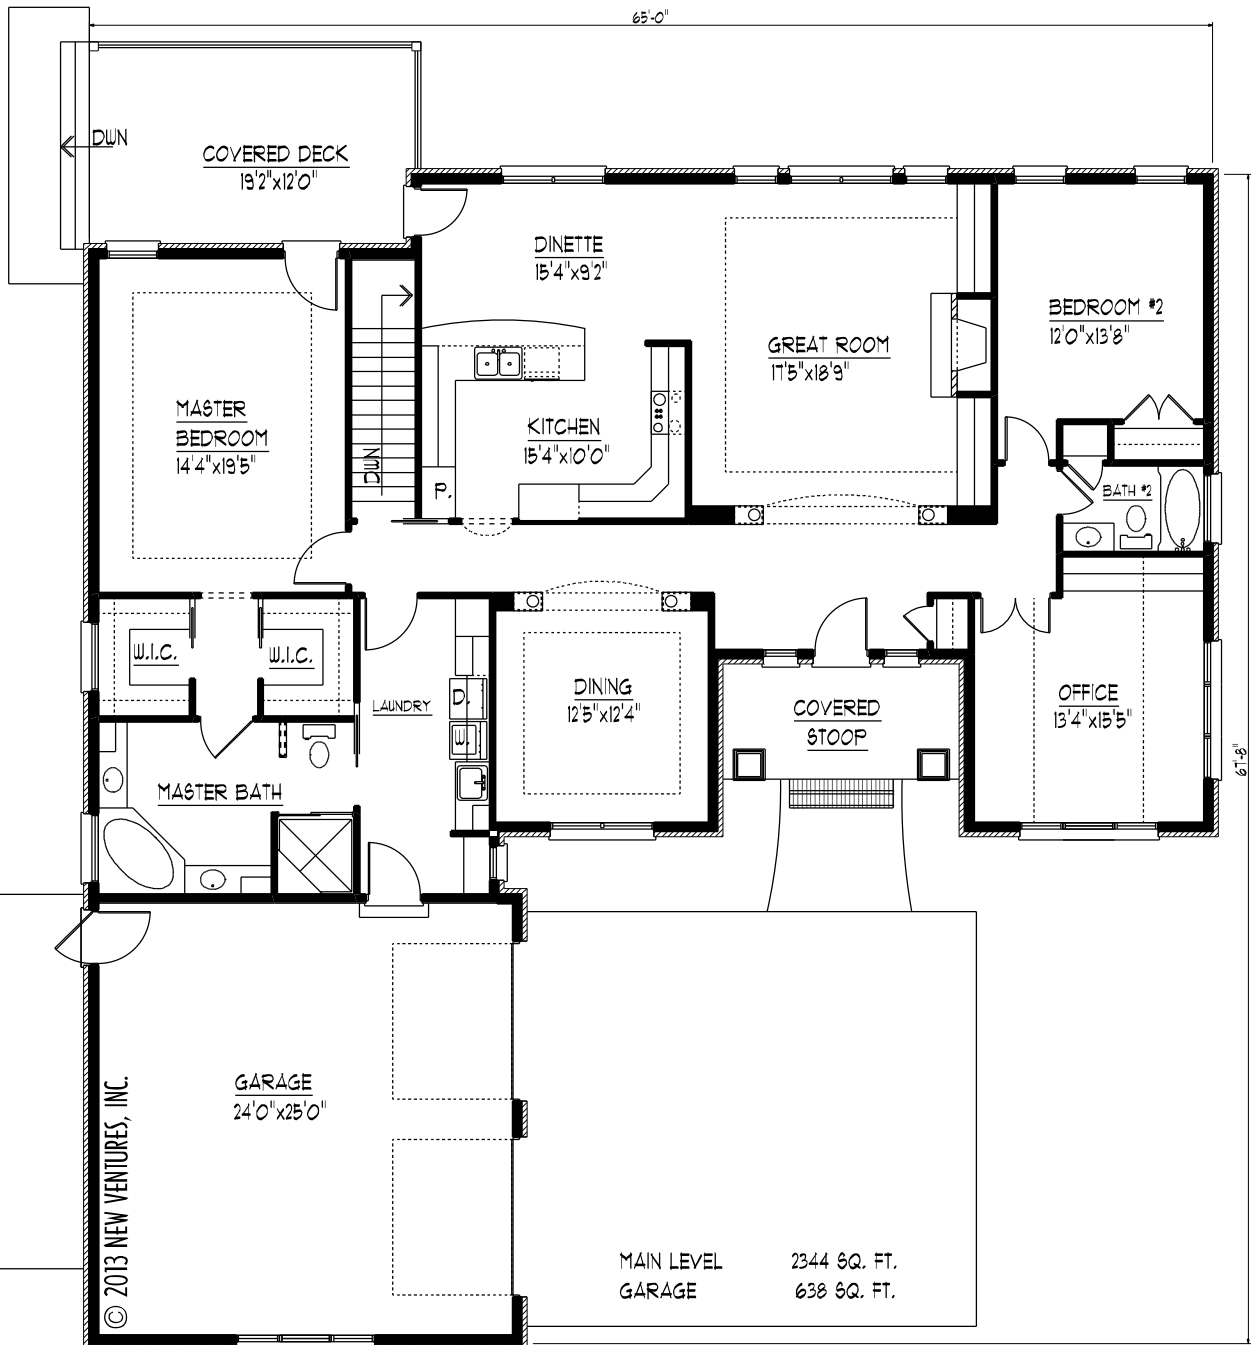 65'-0"
DWN
COVERED DECK
19'2"x12'0"
DINETTE
15'4"x9'2"
BEDROOM #2
12'0"x13'8"
GREAT ROOM
17'5"x18'9"
MASTER
BEDROOM
14'4"x19'5"
KITCHEN
15'4"x10'0"
DWN
P.
BATH #2
W.I.C.
W.I.C.
LAUNDRY
D.
W.
DINING
12'5"x12'4"
COVERED
STOOP
OFFICE
13'4"x15'5"
67'-8"
MASTER BATH
GARAGE
24'0"x25'0"
© 2013 NEW VENTURES, INC.
MAIN LEVEL 2344 SQ. FT.
GARAGE 638 SQ. FT.